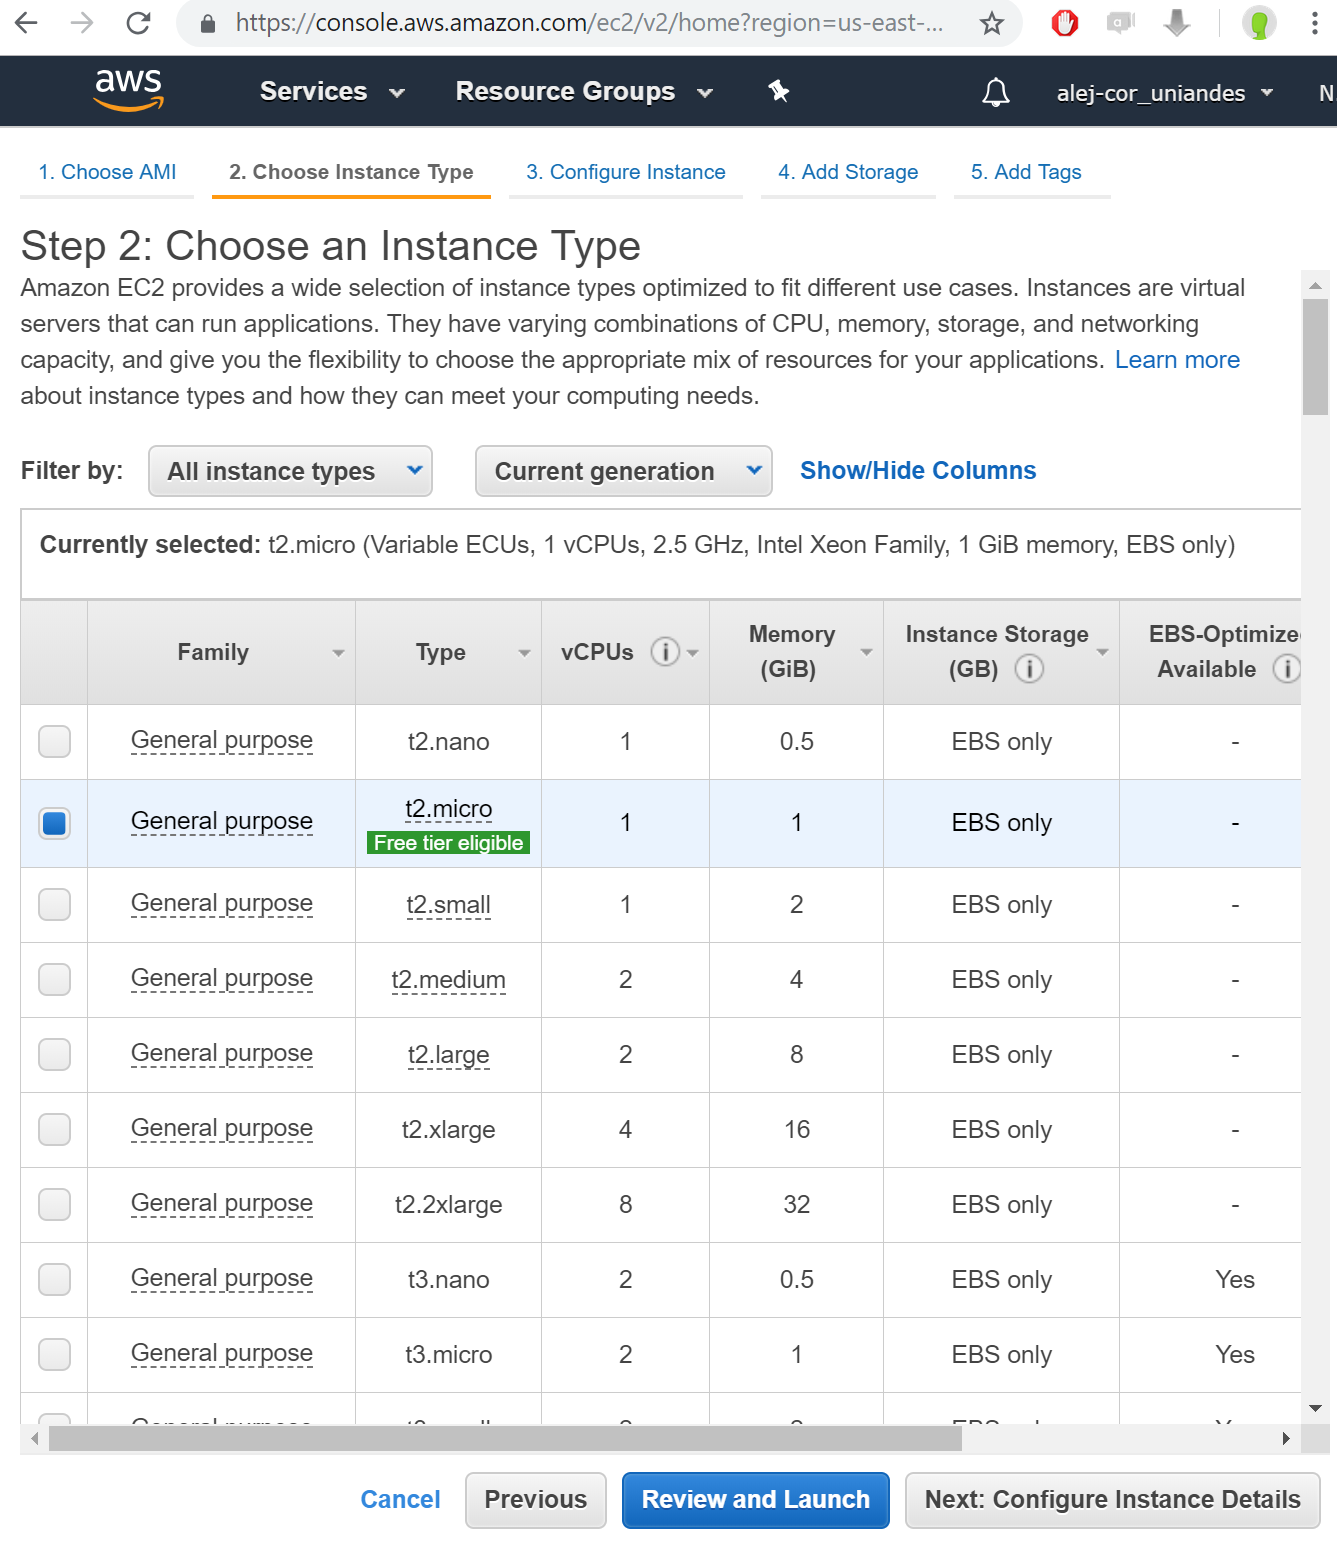 https://console.aws.amazon.com/ec2/v2/home?region=us-east-...
aws Services Resource Groups alej-cor_uniandes N.
1. Choose AMI 2. Choose Instance Type 3. Configure Instance 4. Add Storage 5. Add Tags
Step 2: Choose an Instance Type
Amazon EC2 provides a wide selection of instance types optimized to fit different use cases. Instances are virtual
servers that can run applications. They have varying combinations of CPU, memory, storage, and networking
capacity, and give you the flexibility to choose the appropriate mix of resources for your applications. Learn more
about instance types and how they can meet your computing needs.
Filter by: All instance types Current generation Show/Hide Columns
Currently selected: t2.micro (Variable ECUs, 1 vCPUs, 2.5 GHz, Intel Xeon Family, 1 GiB memory, EBS only)
Family Type vCPUs Memory (GiB) Instance Storage (GB) EBS-Optimize Available
General purpose t2.nano 1 0.5 EBS only -
General purpose t2.micro Free tier eligible 1 1 EBS only -
General purpose t2.small 1 2 EBS only -
General purpose t2.medium 2 4 EBS only -
General purpose t2.large 2 8 EBS only -
General purpose t2.xlarge 4 16 EBS only -
General purpose t2.2xlarge 8 32 EBS only -
General purpose t3.nano 2 0.5 EBS only Yes
General purpose t3.micro 2 1 EBS only Yes
Cancel Previous Review and Launch Next: Configure Instance Details